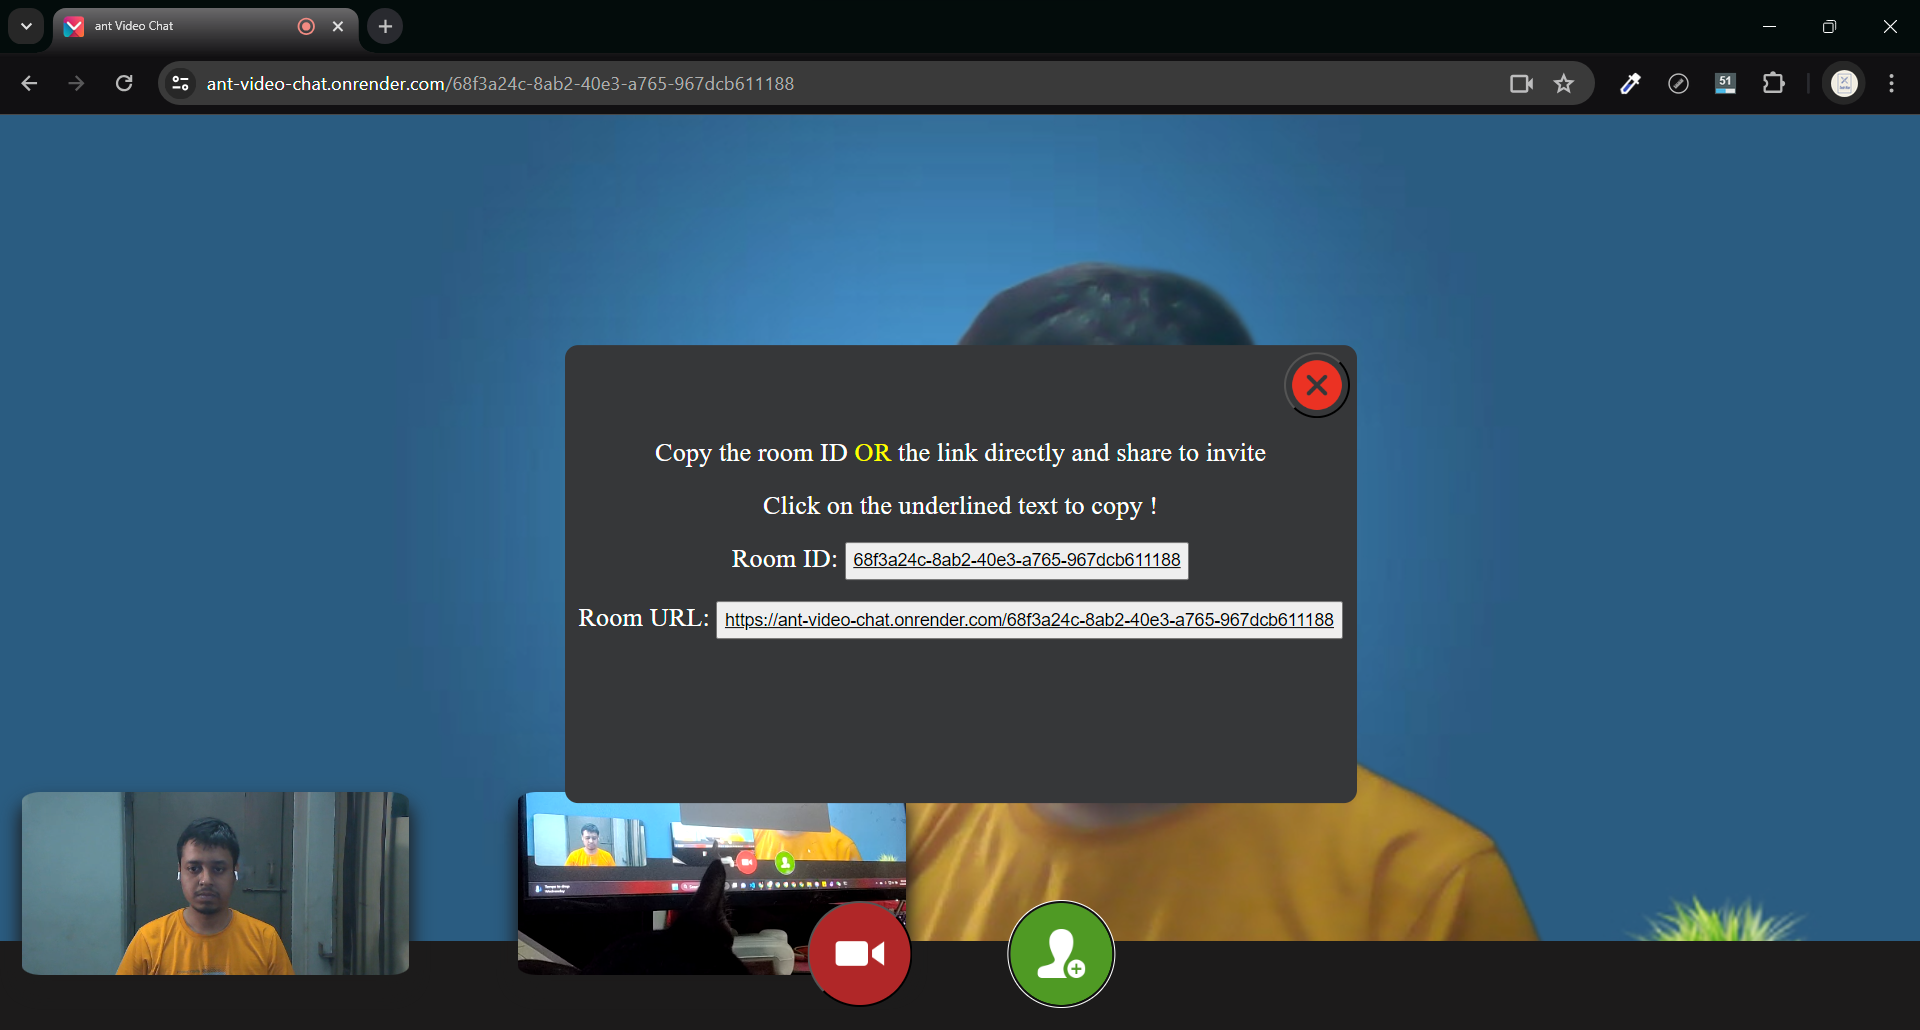 ant Video Chat
ant-video-chat.onrender.com/68f3a24c-8ab2-40e3-a765-967dcb611188
51
Copy the room ID OR the link directly and share to invite
Click on the underlined text to copy !
Room ID: 68f3a24c-8ab2-40e3-a765-967dcb611188
Room URL: https://ant-video-chat.onrender.com/68f3a24c-8ab2-40e3-a765-967dcb611188